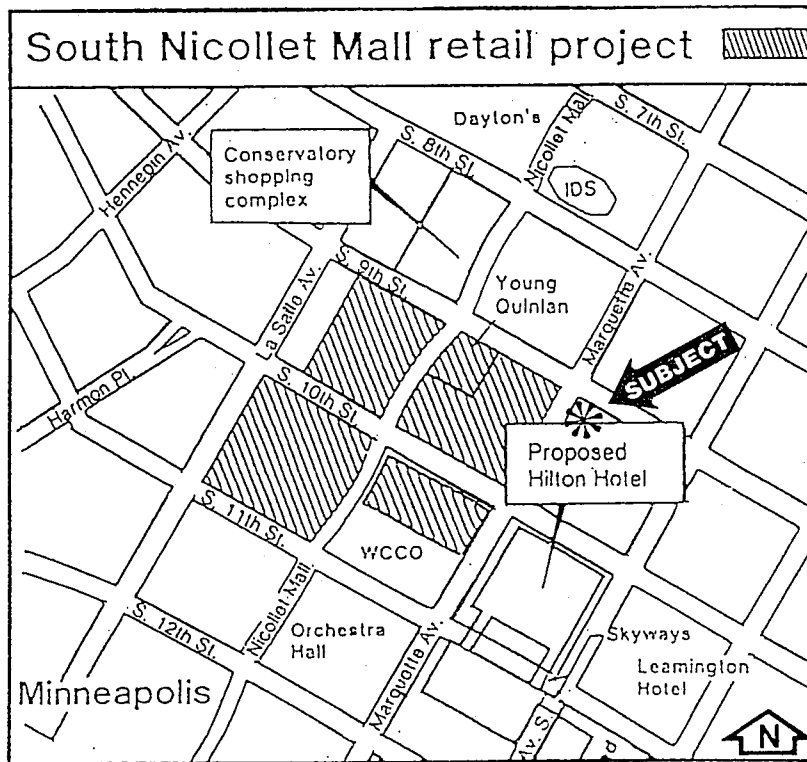 South Nicollet Mall retail project
Dayton's
Nicollet Mall
S. 7th St.
S. 8th St.
Hennepin Av.
Conservatory
shopping
complex
IDS
La Salle Av.
S. 9th St.
Young
Quinlan
Marquette Av.
SUBJECT
Harmon Pl.
S. 10th St.
Proposed
Hilton Hotel
S. 11th St.
WCCO
Nicollet Mall
S. 12th St.
Orchestra
Hall
Marquette Av.
Skyways
Leamington
Hotel
Minneapolis
Av. S.
d
N